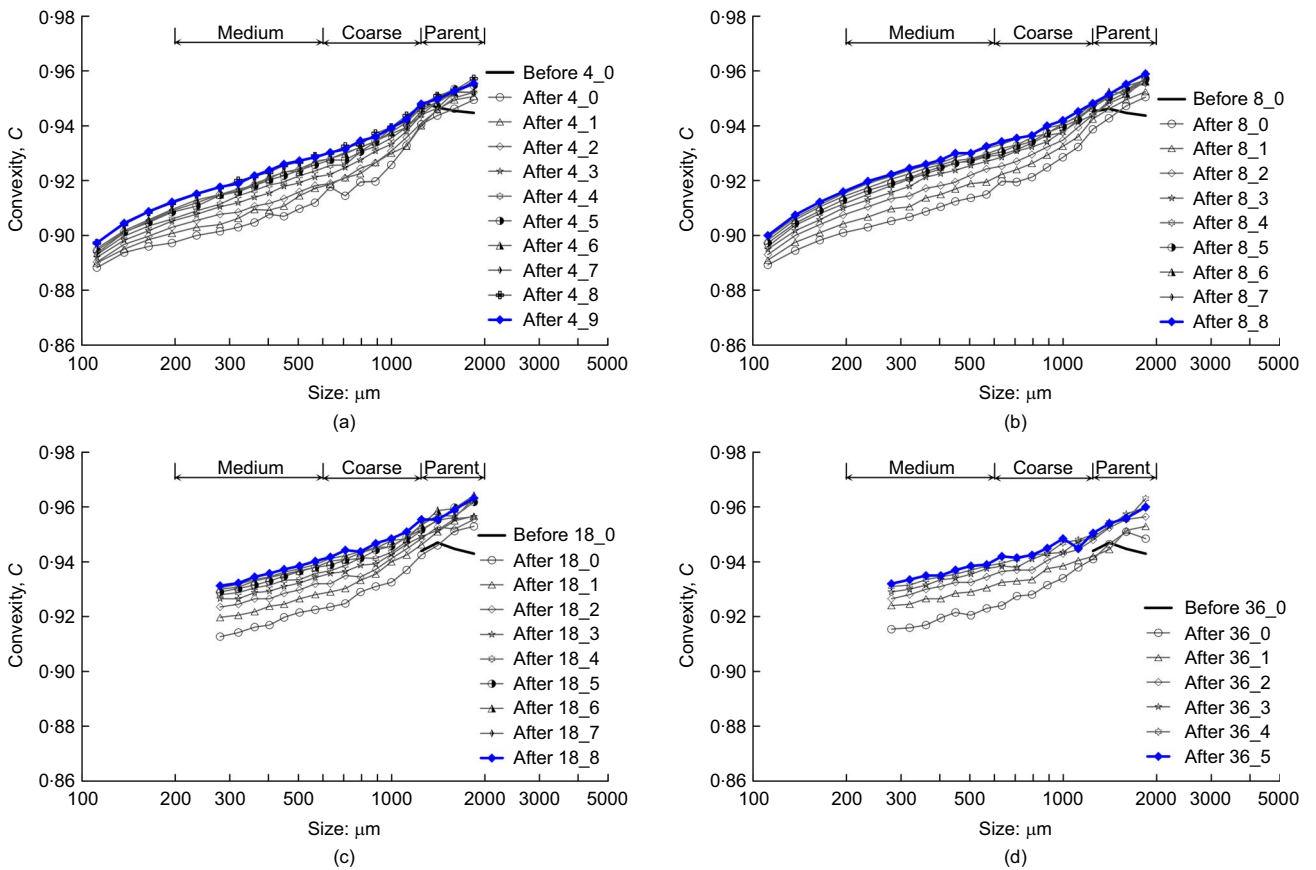 0·98
0·96
0·94
0·92
0·90
0·88
0·86
Convexity, C
Medium
Coarse
Parent
Before 4_0
After 4_0
After 4_1
After 4_2
After 4_3
After 4_4
After 4_5
After 4_6
After 4_7
After 4_8
After 4_9
100 200 300 500 1000 2000 3000 5000
Size: μm
(a)
0·98
0·96
0·94
0·92
0·90
0·88
0·86
Convexity, C
Medium
Coarse
Parent
Before 8_0
After 8_0
After 8_1
After 8_2
After 8_3
After 8_4
After 8_5
After 8_6
After 8_7
After 8_8
100 200 300 500 1000 2000 3000 5000
Size: μm
(b)
0·98
0·96
0·94
0·92
0·90
0·88
0·86
Convexity, C
Medium
Coarse
Parent
Before 18_0
After 18_0
After 18_1
After 18_2
After 18_3
After 18_4
After 18_5
After 18_6
After 18_7
After 18_8
100 200 300 500 1000 2000 3000 5000
Size: μm
(c)
0·98
0·96
0·94
0·92
0·90
0·88
0·86
Convexity, C
Medium
Coarse
Parent
Before 36_0
After 36_0
After 36_1
After 36_2
After 36_3
After 36_4
After 36_5
100 200 300 500 1000 2000 3000 5000
Size: μm
(d)